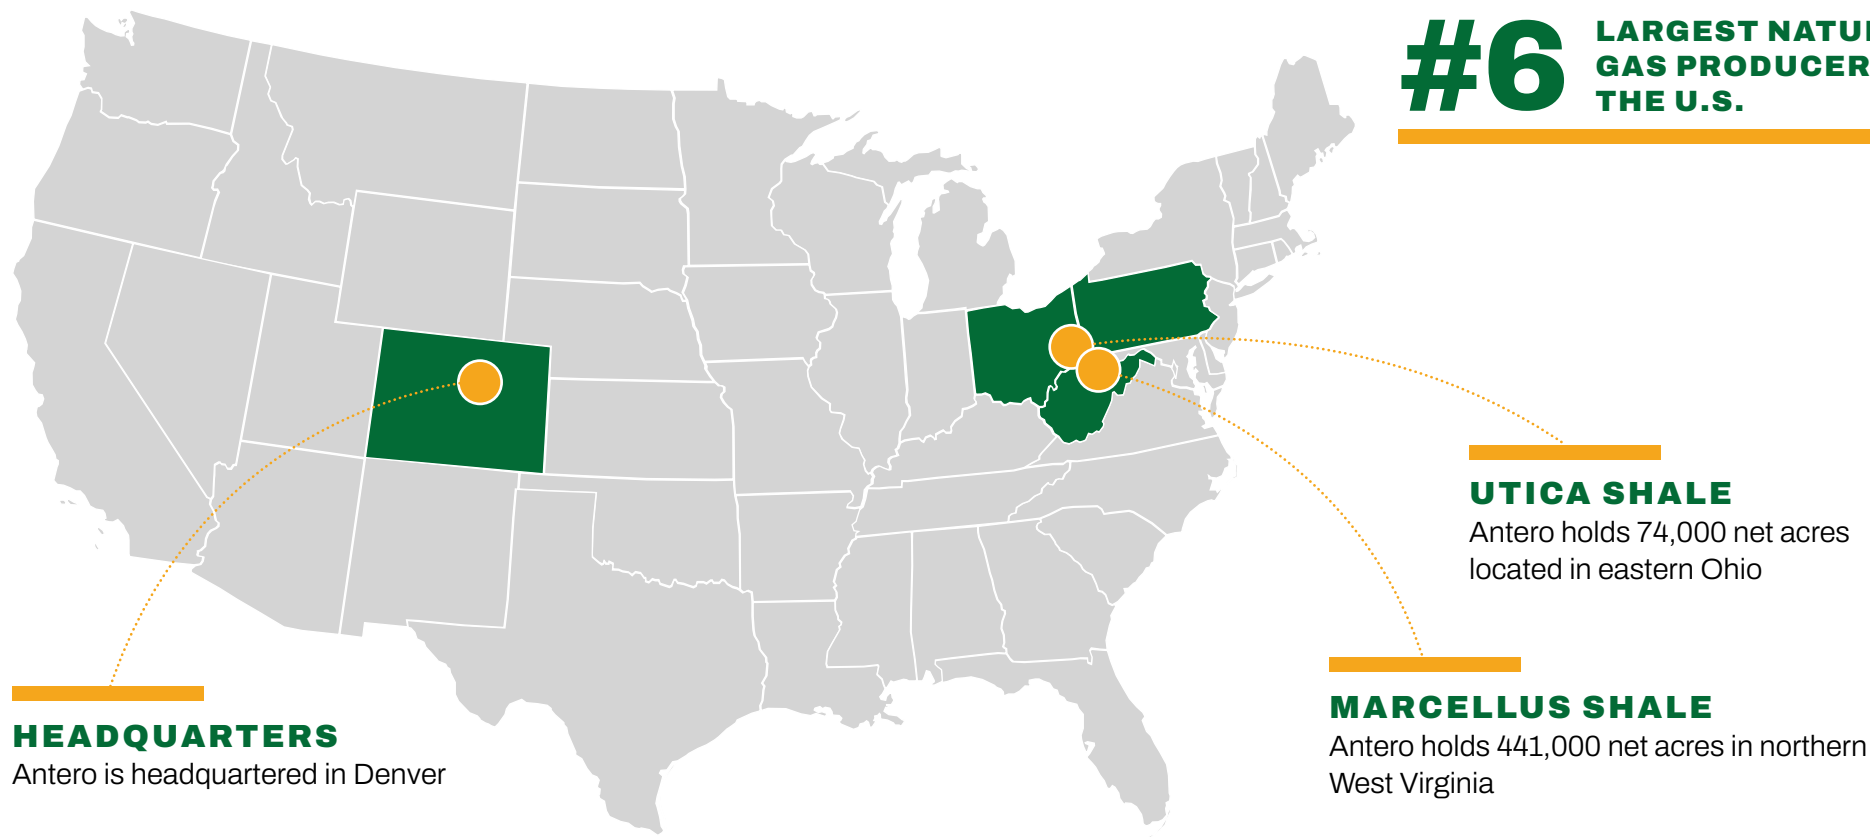 #6
LARGEST
GAS PRODUCER
THE U.S.
UTICA SHALE
Antero holds 74,000 net acres
located in eastern Ohio
MARCELLUS SHALE
Antero holds 441,000 net acres in northern
West Virginia
HEADQUARTERS
Antero is headquartered in Denver